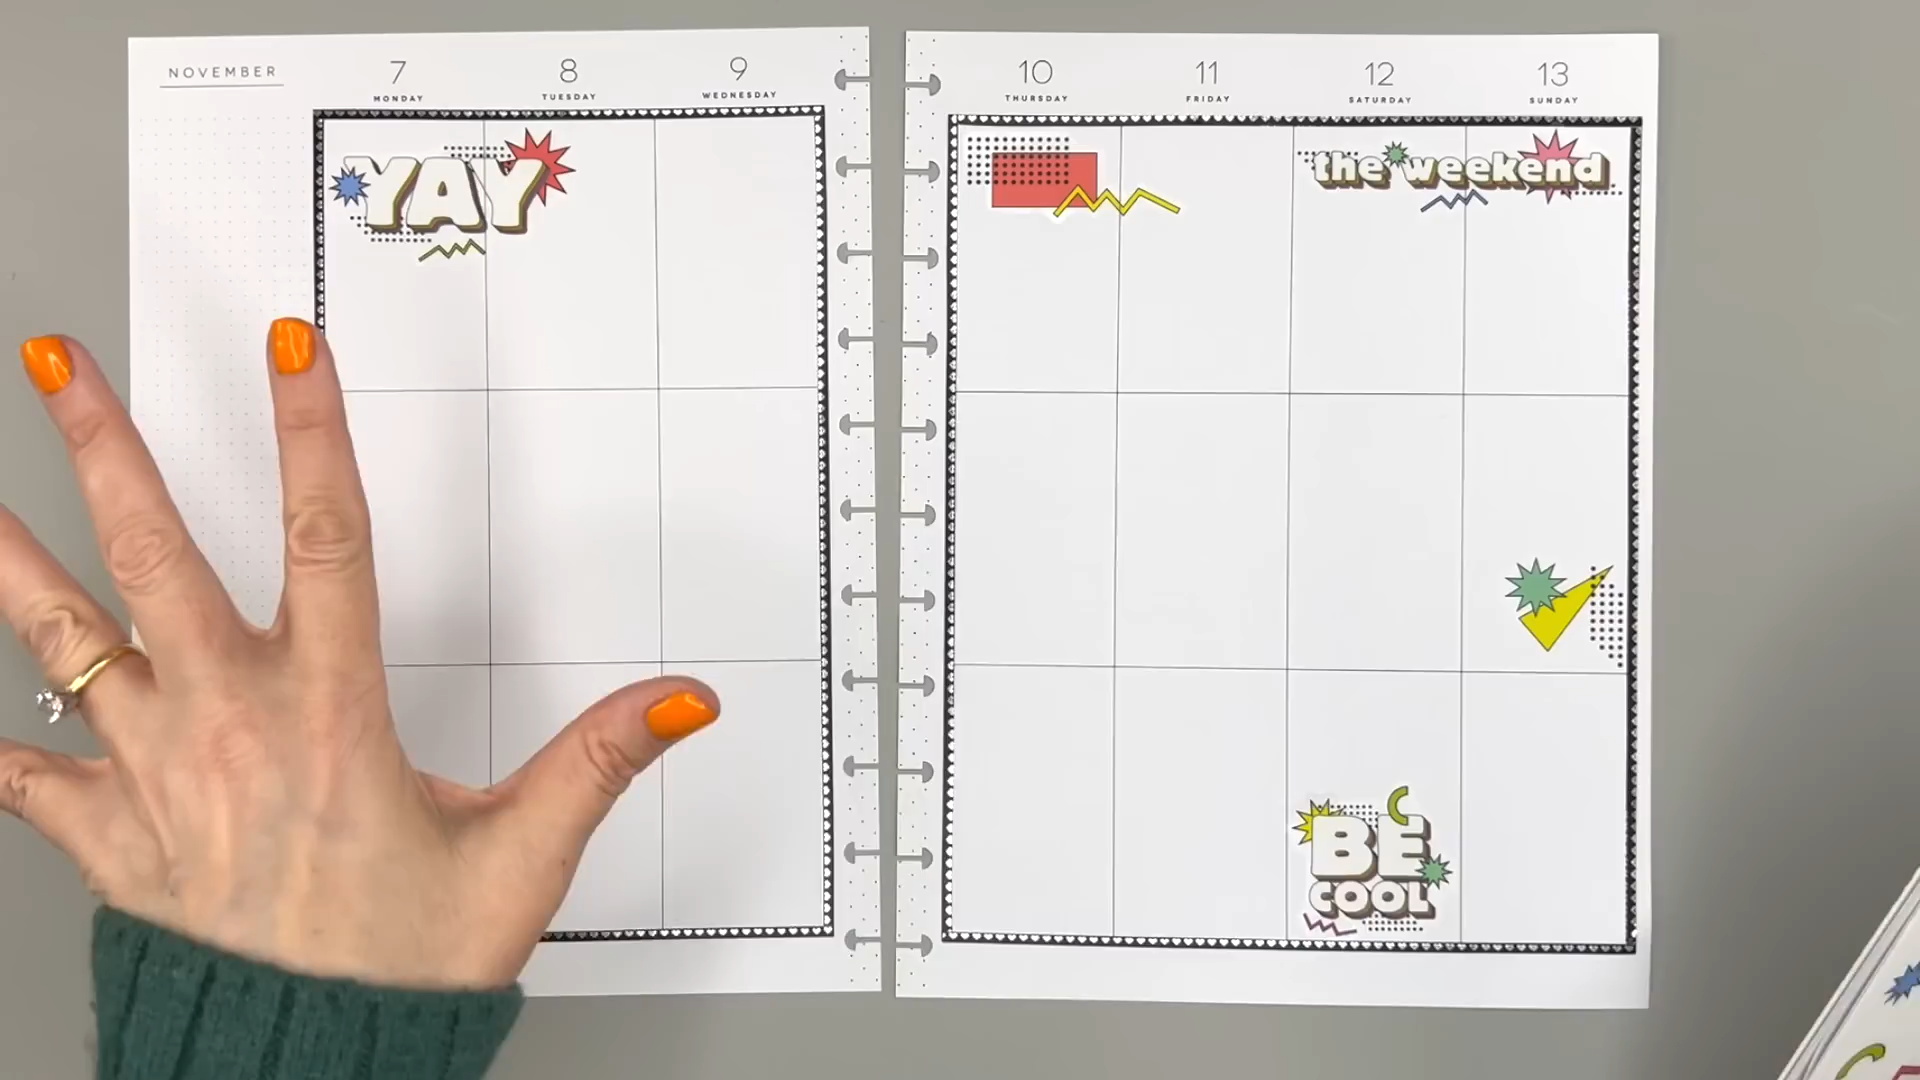 NOVEMBER
7
MONDAY
8
TUESDAY
9
WEDNESDAY
10
THURSDAY
11
FRIDAY
12
SATURDAY
13
SUNDAY
YAY
the weekend
BE
COOL